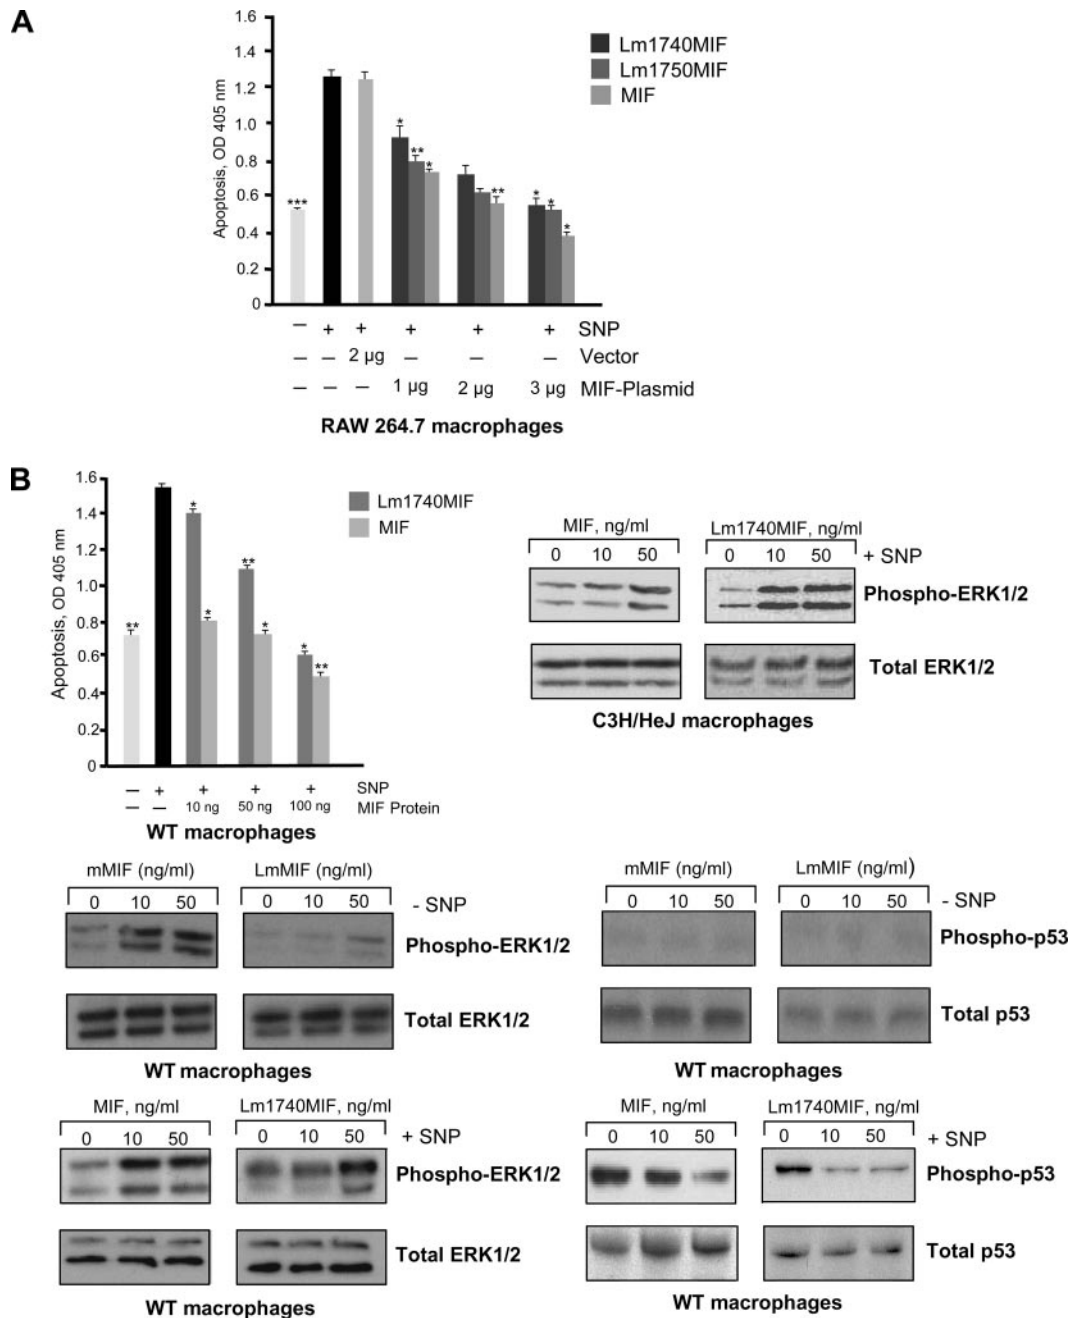 A
1.6
1.4
1.2
1.0
0.8
0.6
0.4
0.2
0
Apoptosis, OD 405 nm
*** * ** * ** * * *
Lm1740MIF
Lm1750MIF
MIF
– + + + + + SNP
– – 2 µg – – – Vector
– – – 1 µg 2 µg 3 µg MIF-Plasmid
RAW 264.7 macrophages
B
1.6
1.4
1.2
1.0
0.8
0.6
0.4
0.2
0
Apoptosis, OD 405 nm
** * * ** * * **
Lm1740MIF
MIF
– + + + + SNP
– – 10 ng 50 ng 100 ng MIF Protein
WT macrophages
MIF, ng/ml Lm1740MIF, ng/ml
0 10 50 0 10 50 + SNP
Phospho-ERK1/2
Total ERK1/2
C3H/HeJ macrophages
mMIF (ng/ml) LmMIF (ng/ml)
0 10 50 0 10 50 - SNP
Phospho-ERK1/2
Total ERK1/2
WT macrophages
mMIF (ng/ml) LmMIF (ng/ml)
0 10 50 0 10 50 - SNP
Phospho-p53
Total p53
WT macrophages
MIF, ng/ml Lm1740MIF, ng/ml
0 10 50 0 10 50 + SNP
Phospho-ERK1/2
Total ERK1/2
WT macrophages
MIF, ng/ml Lm1740MIF, ng/ml
0 10 50 0 10 50 + SNP
Phospho-p53
Total p53
WT macrophages